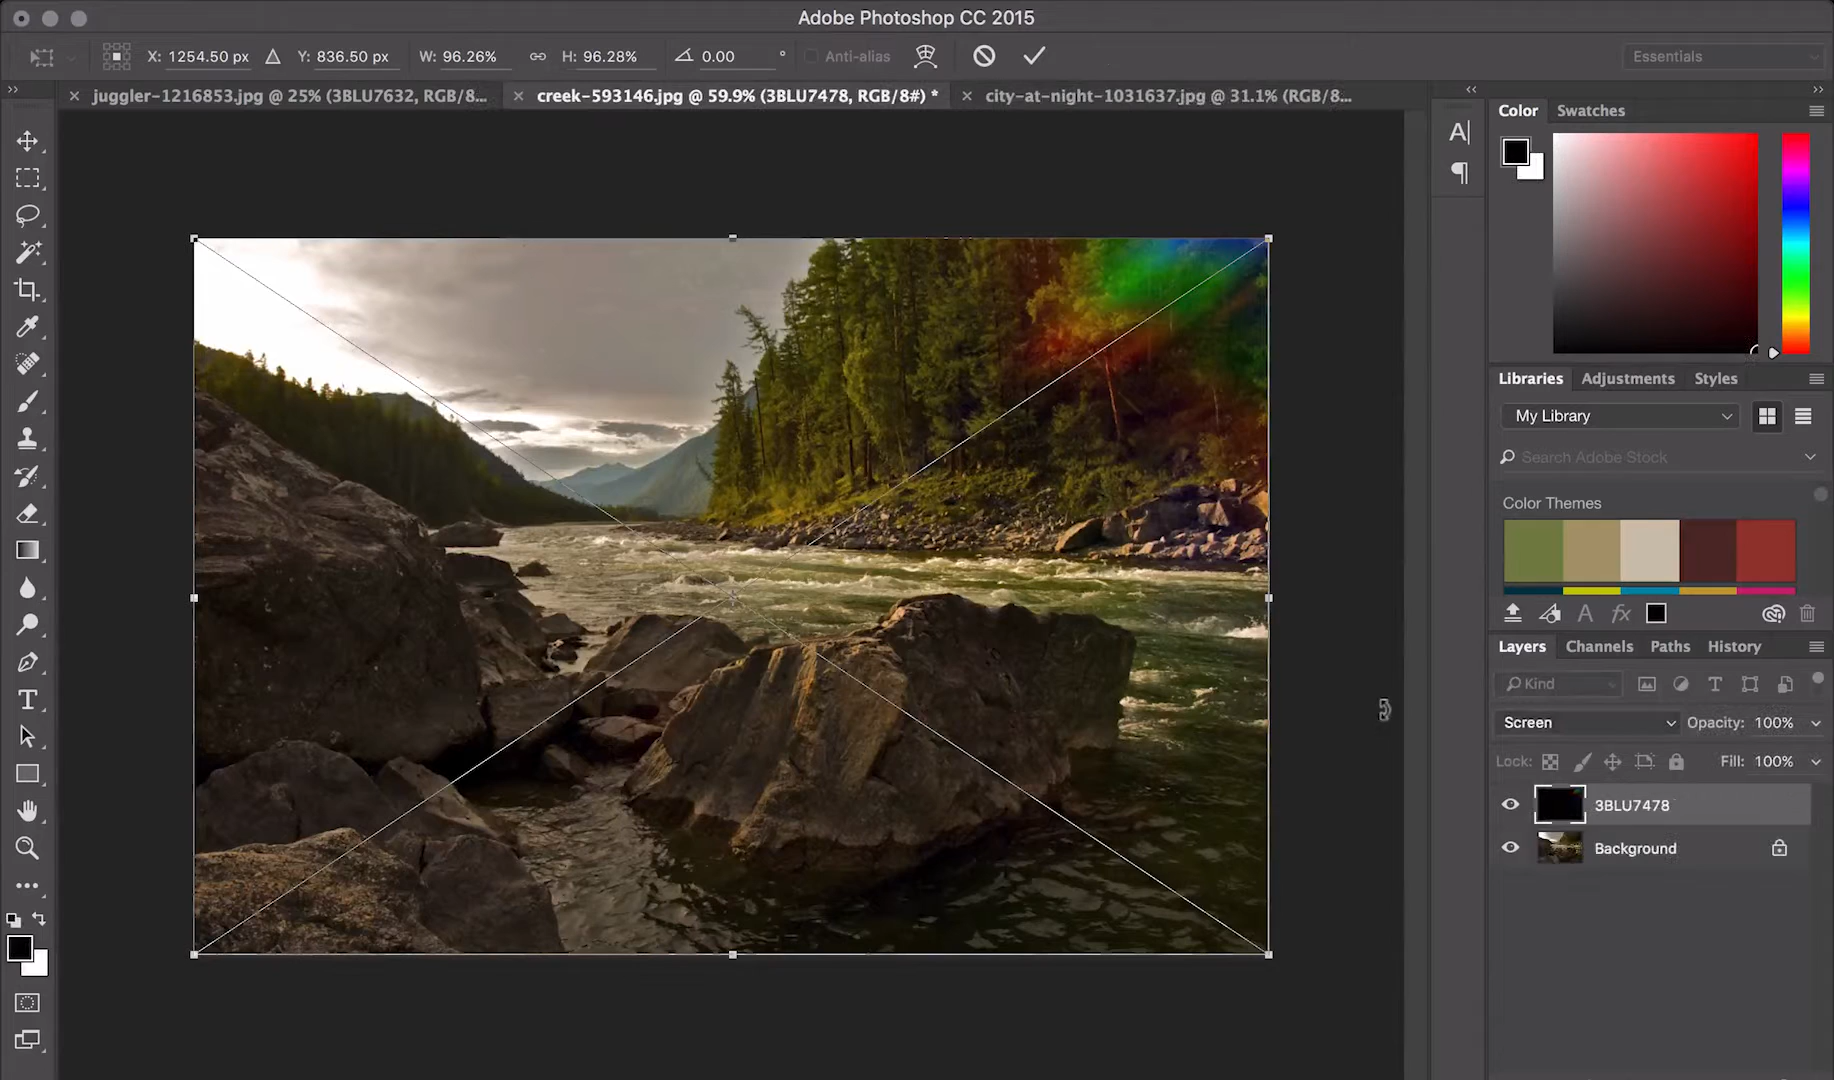 Adobe Photoshop CC 2015
X: 1254.50 px Y: 836.50 px W: 96.26% H: 96.28% 0.00 ° Anti-alias Essentials
juggler-1216853.jpg @ 25% (3BLU7632, RGB/8... creek-593146.jpg @ 59.9% (3BLU7478, RGB/8#) * city-at-night-1031637.jpg @ 31.1% (RGB/8...
Color Swatches
Libraries Adjustments Styles
My Library
Search Adobe Stock
Color Themes
Layers Channels Paths History
Kind
Screen Opacity: 100%
Lock: Fill: 100%
3BLU7478
Background